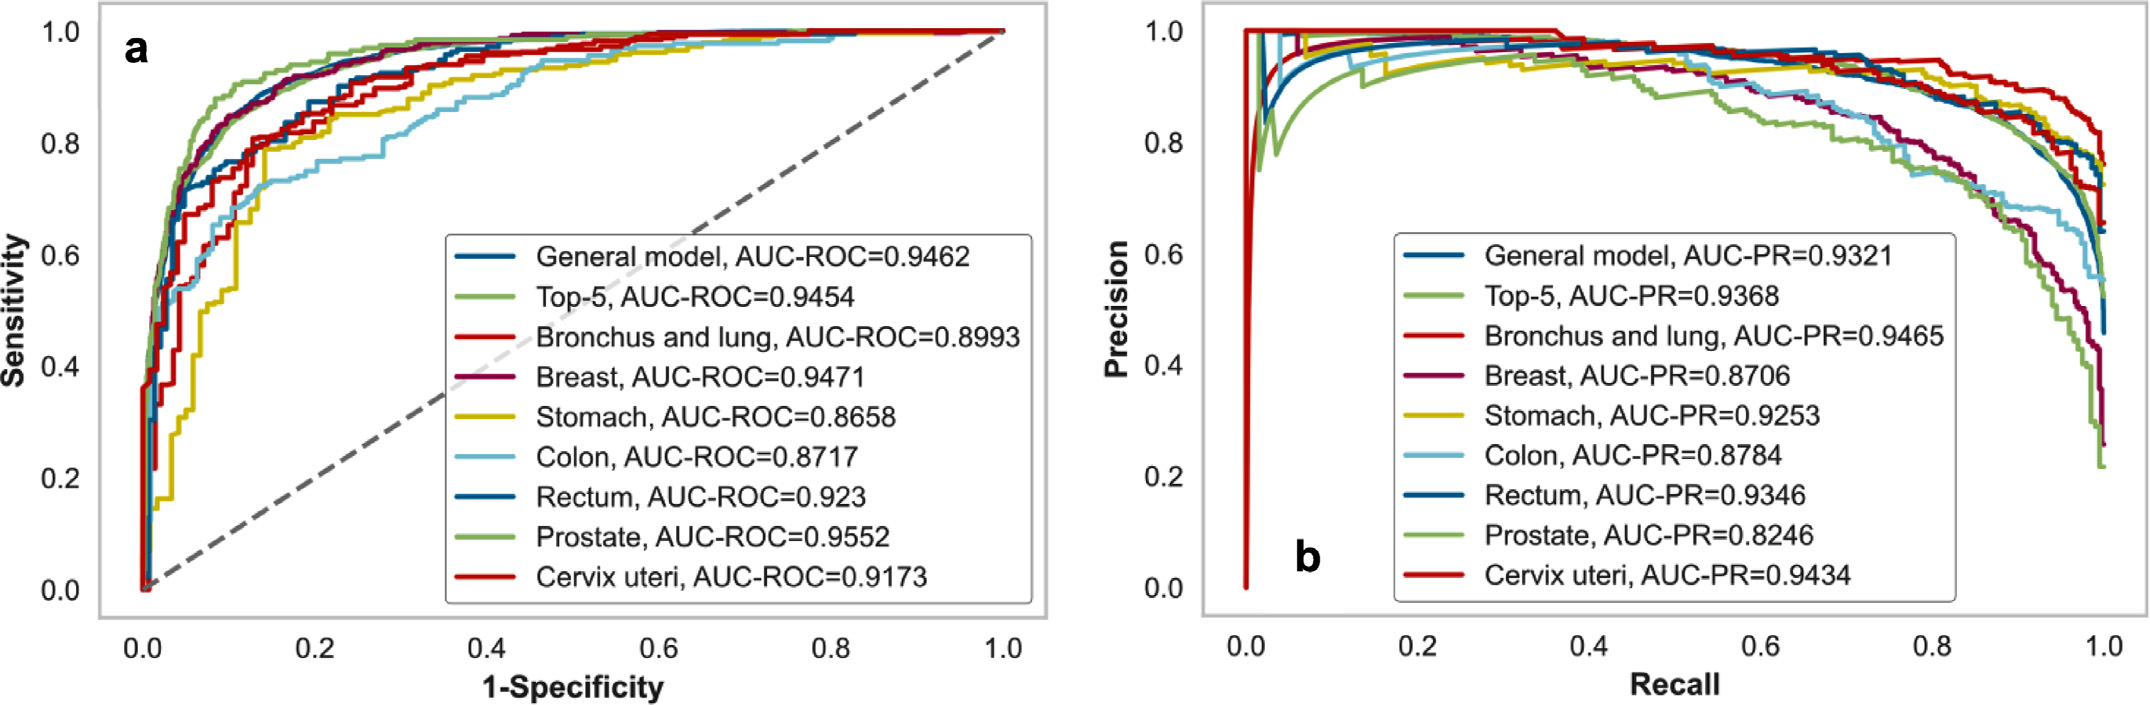 a
1.0
0.8
0.6
0.4
0.2
0.0
Sensitivity
General model, AUC-ROC=0.9462
Top-5, AUC-ROC=0.9454
Bronchus and lung, AUC-ROC=0.8993
Breast, AUC-ROC=0.9471
Stomach, AUC-ROC=0.8658
Colon, AUC-ROC=0.8717
Rectum, AUC-ROC=0.923
Prostate, AUC-ROC=0.9552
Cervix uteri, AUC-ROC=0.9173
0.0 0.2 0.4 0.6 0.8 1.0
1-Specificity
1.0
0.8
0.6
0.4
0.2
0.0
Precision
General model, AUC-PR=0.9321
Top-5, AUC-PR=0.9368
Bronchus and lung, AUC-PR=0.9465
Breast, AUC-PR=0.8706
Stomach, AUC-PR=0.9253
Colon, AUC-PR=0.8784
Rectum, AUC-PR=0.9346
Prostate, AUC-PR=0.8246
Cervix uteri, AUC-PR=0.9434
b
0.0 0.2 0.4 0.6 0.8 1.0
Recall